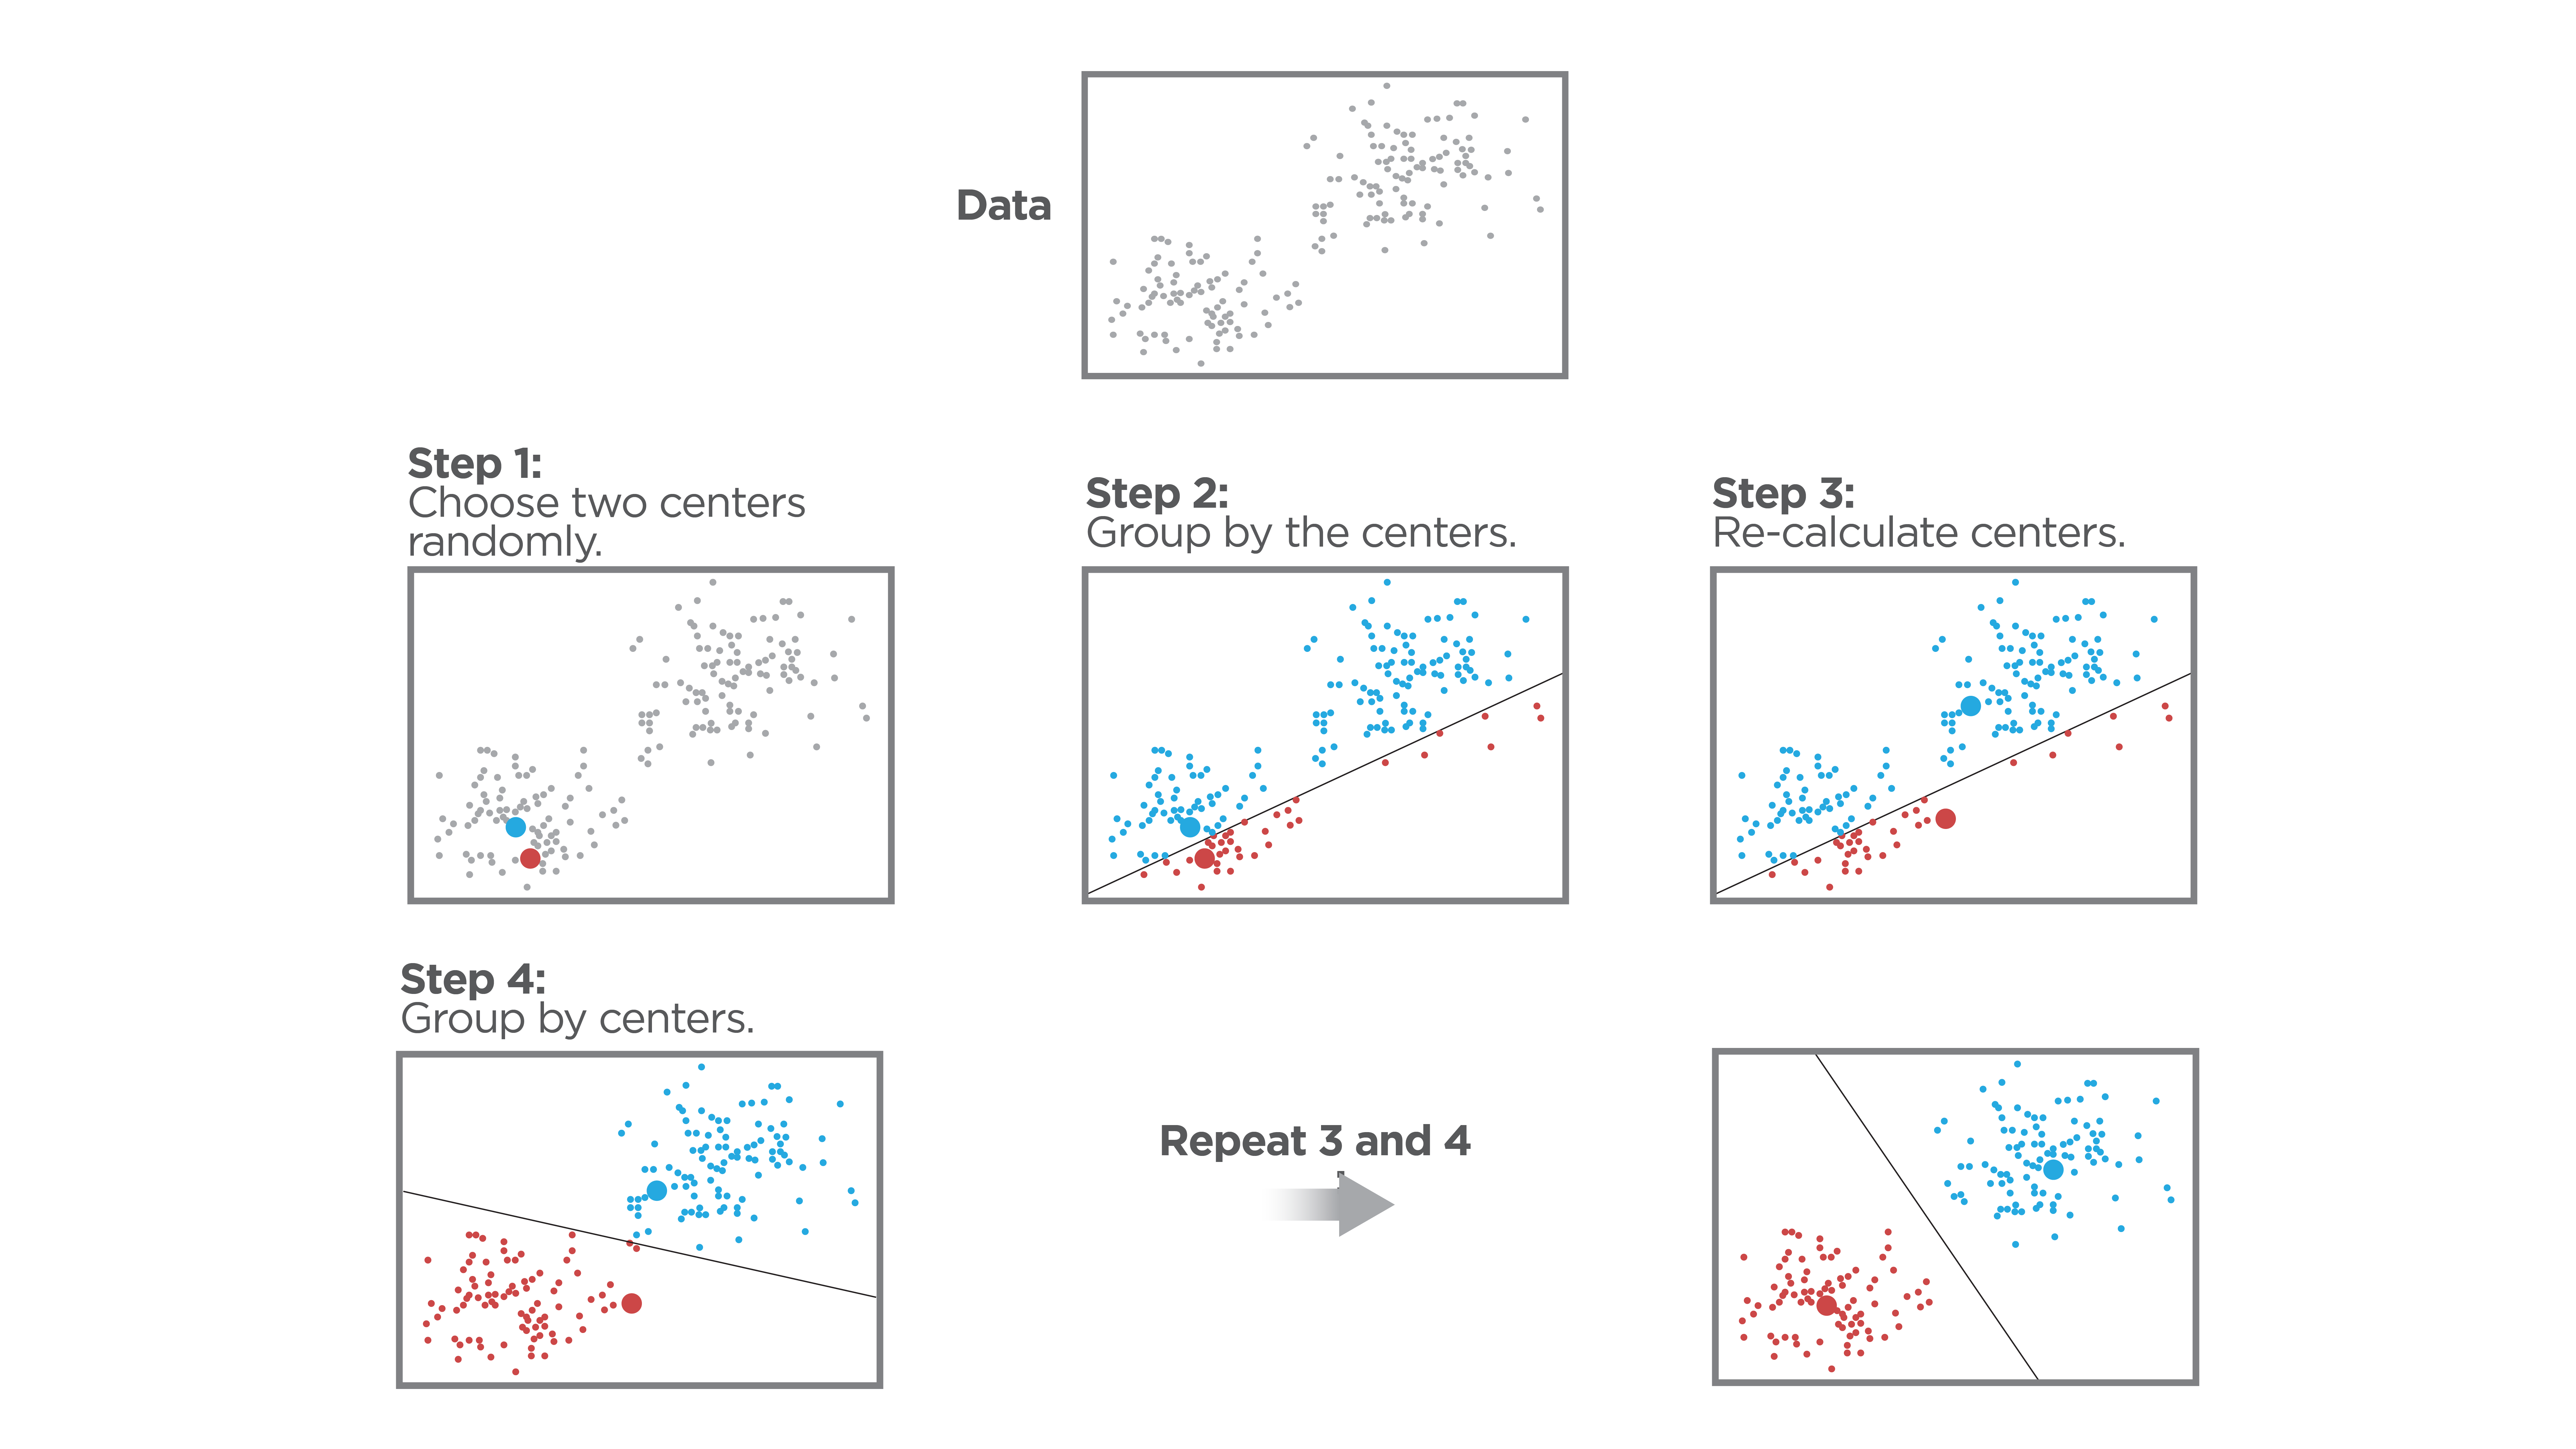 Data
Step 1:
Choose two centers
randomly.
Step 2:
Group by the centers.
Step 3:
Re-calculate centers.
Step 4:
Group by centers.
Repeat 3 and 4